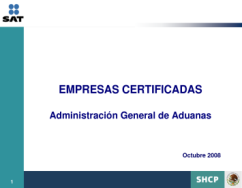 SAT
EMPRESAS CERTIFICADAS
Administración General de Aduanas
Octubre 2008
1
SHCP